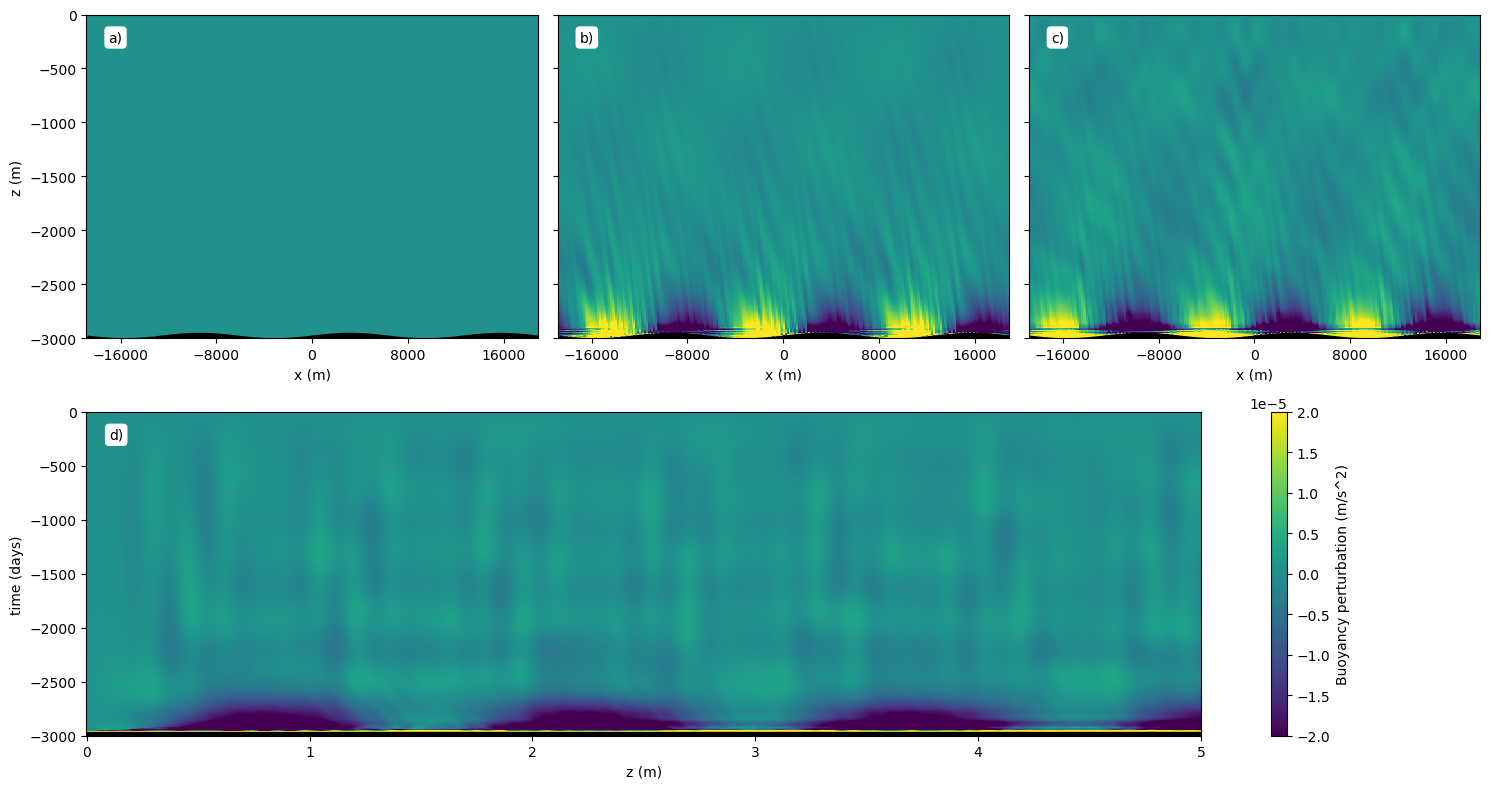 a)
b)
c)
0
−500
−1000
−1500
−2000
−2500
−3000
z (m)
−16000 −8000 0 8000 16000
−16000 −8000 0 8000 16000
−16000 −8000 0 8000 16000
x (m)
x (m)
x (m)
d)
0
−500
−1000
−1500
−2000
−2500
−3000
time (days)
0 1 2 3 4 5
z (m)
1e−5
2.0
1.5
1.0
0.5
0.0
−0.5
−1.0
−1.5
−2.0
Buoyancy perturbation (m/s^2)